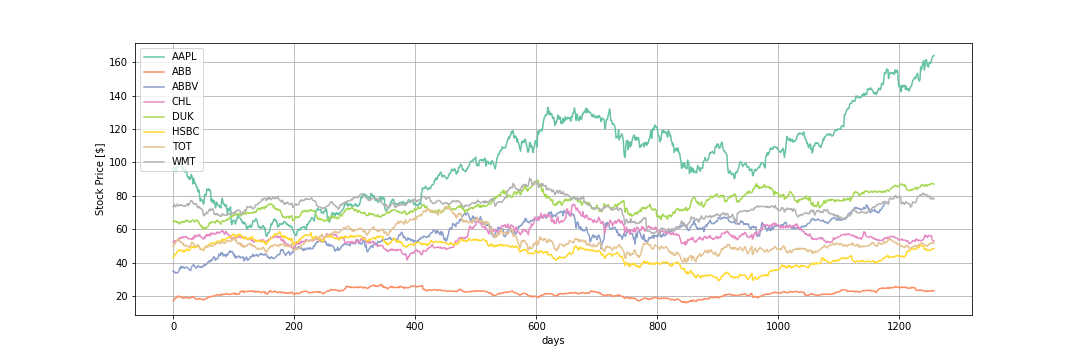 AAPL
ABB
ABBV
CHL
DUK
HSBC
TOT
WMT
Stock Price [$]
160
140
120
100
80
60
40
20
0
200
400
600
800
1000
1200
days